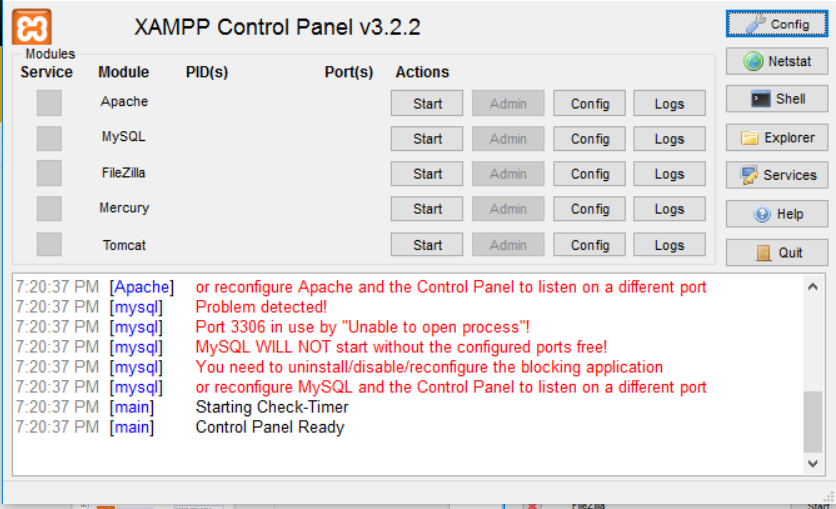 XAMPP Control Panel v3.2.2
Config
Modules
Service Module PID(s) Port(s) Actions
Netstat
Apache Start Admin Config Logs
Shell
MySQL Start Admin Config Logs
Explorer
FileZilla Start Admin Config Logs
Services
Mercury Start Admin Config Logs
Help
Tomcat Start Admin Config Logs
Quit
7:20:37 PM [Apache] or reconfigure Apache and the Control Panel to listen on a different port
7:20:37 PM [mysql] Problem detected!
7:20:37 PM [mysql] Port 3306 in use by "Unable to open process"!
7:20:37 PM [mysql] MySQL WILL NOT start without the configured ports free!
7:20:37 PM [mysql] You need to uninstall/disable/reconfigure the blocking application
7:20:37 PM [mysql] or reconfigure MySQL and the Control Panel to listen on a different port
7:20:37 PM [main] Starting Check-Timer
7:20:37 PM [main] Control Panel Ready
FileZilla Start